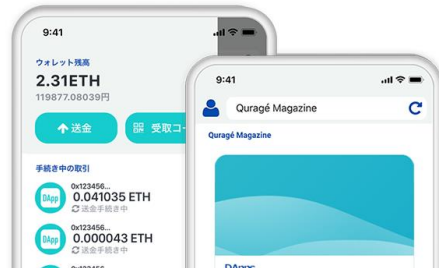 9:41
ウォレット残高
2.31ETH
119877.08039円
送金
受取コー
手続き中の取引
DApp
0x123456...
0.041035 ETH
送金手続き中
DApp
0x123456...
0.000043 ETH
送金手続き中
0x123456...
9:41
Quragé Magazine
Quragé Magazine
DApps